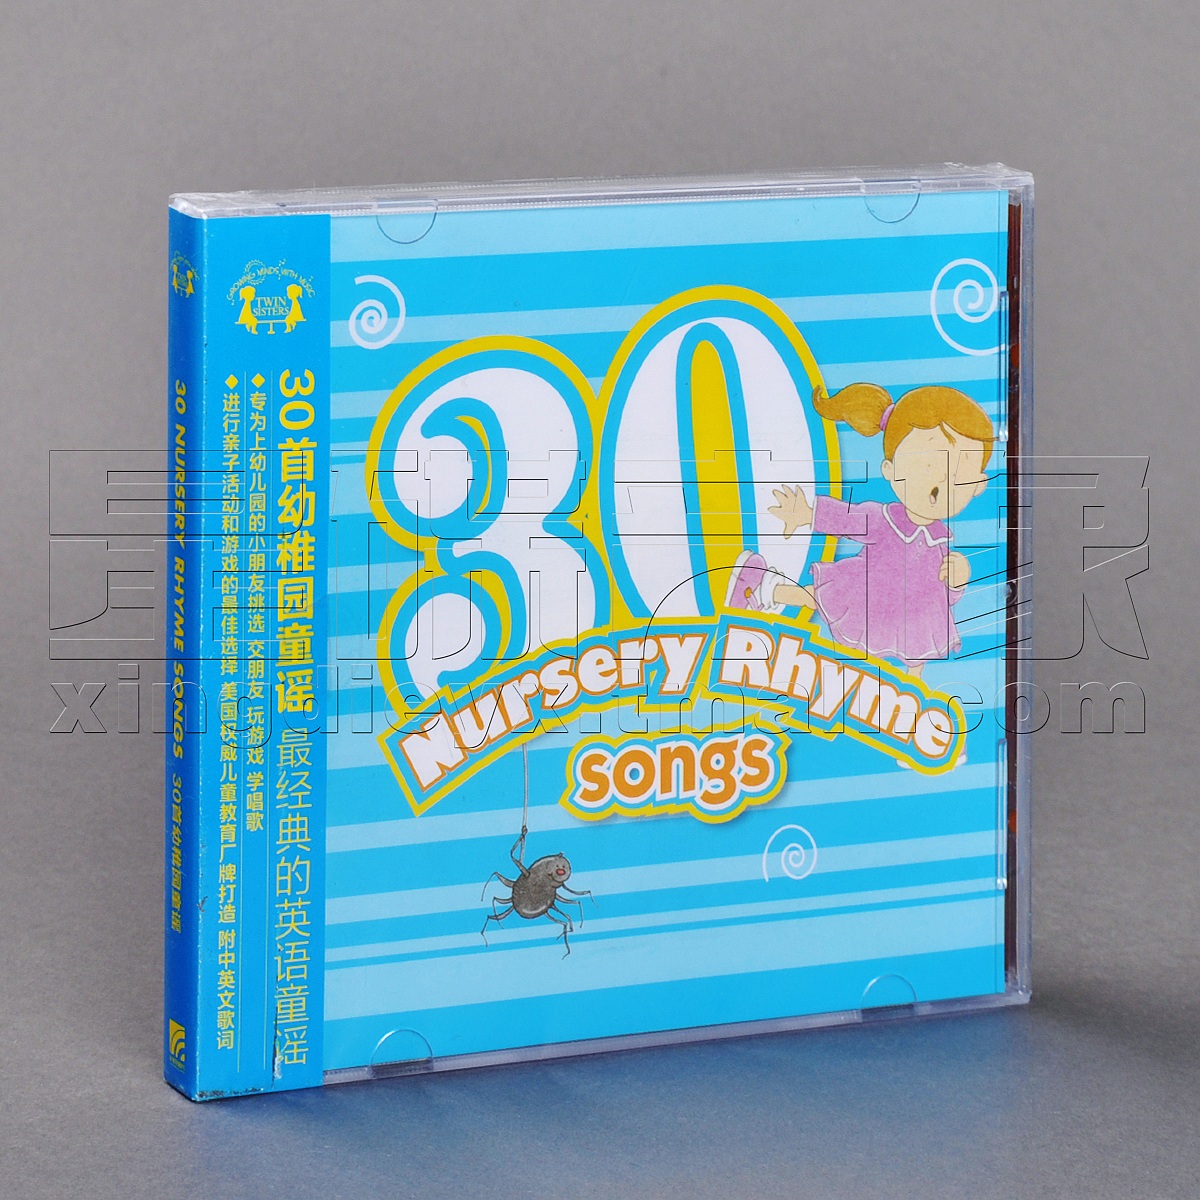 30 NURSERY RHYME SONGS 30首幼稚园童谣
GROWING MINDS WITH MUSIC
TWIN
SISTERS
30首幼稚园童谣 最经典的英语童谣
◆专为上幼儿园的小朋友挑选 交朋友 玩游戏 学唱歌
◆进行亲子活动和游戏的最佳选择 美国权威儿童教育厂牌打造 附中英文歌词
30
Nursery Rhyme
songs
xingdieyx.tmall.com